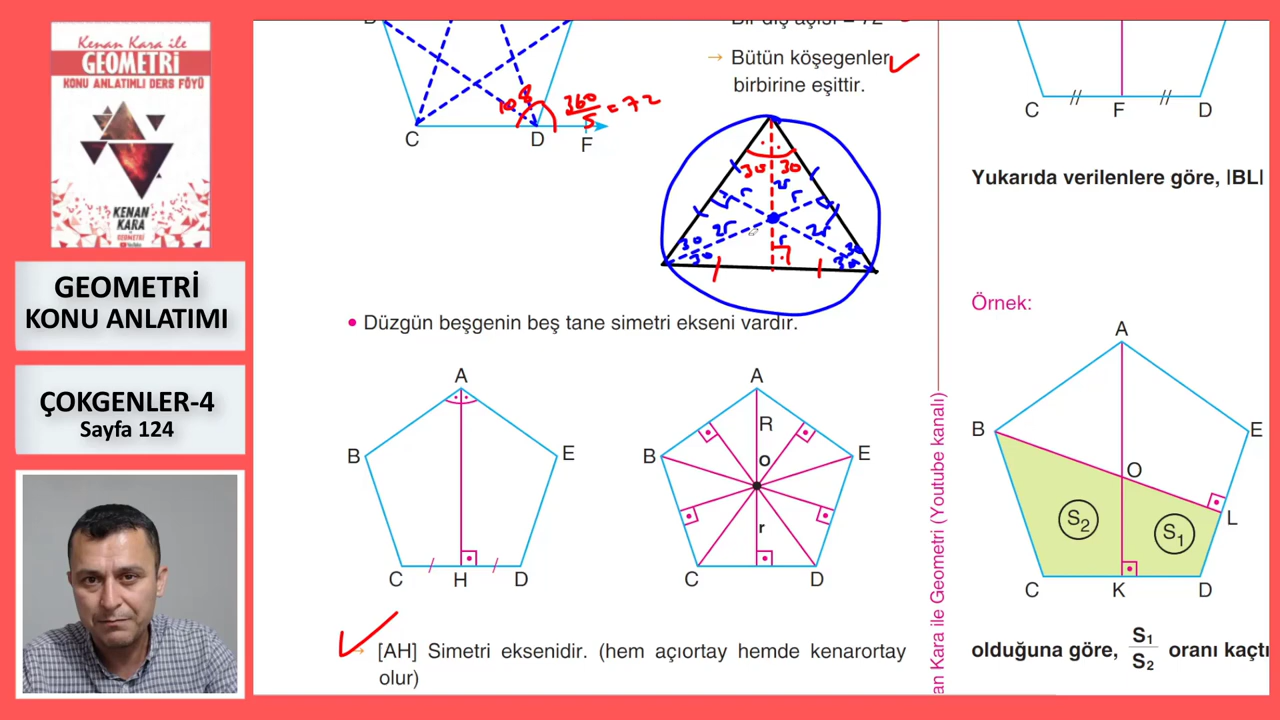 Kenan Kara ile
GEOMETRİ
KONU ANLATIMLI DERS FÖYÜ
KENAN
KARA
ile
GEOMETRİ
GEOMETRİ
KONU ANLATIMI
ÇOKGENLER-4
Sayfa 124
C
D
F
108
360
5
= 72
→ Bütün köşegenler
birbirine eşittir.
30 30
r 2r r
30 2r r 2r 30
30 30
• Düzgün beşgenin beş tane simetri ekseni vardır.
A
B
E
C
H
D
A
R
B
O
E
r
C
D
→ [AH] Simetri eksenidir. (hem açıortay hemde kenarortay
olur)
an Kara ile Geometri (Youtube kanalı)
C
F
D
Yukarıda verilenlere göre, |BL|
Örnek:
A
B
E
O
S2
S1
L
C
K
D
olduğuna göre, S1
S2 oranı kaçtı